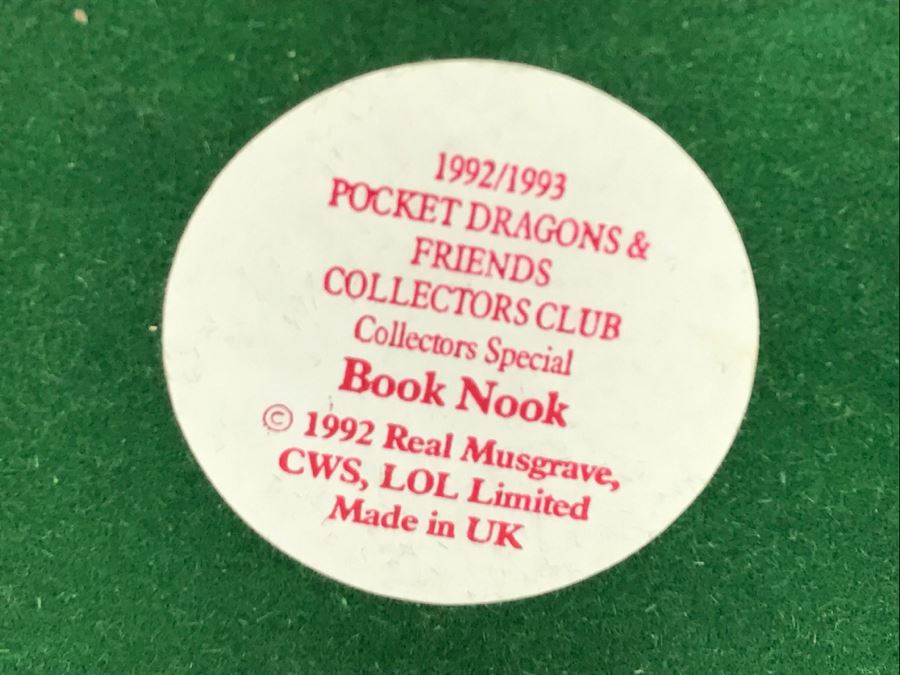 1992/1993
POCKET DRAGONS &
FRIENDS
COLLECTORS CLUB
Collectors Special
Book Nook
© 1992 Real Musgrave,
CWS, LOL Limited
Made in UK